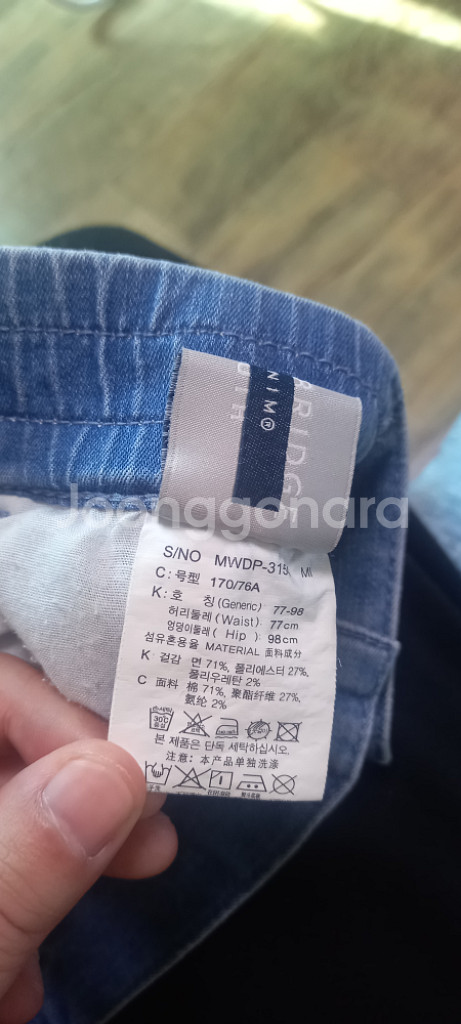 BRIDGE
NIM®
UTH
Joonggonara
S/NO MWDP-315 MI
C: 号型 170/76A
K: 호 칭(Generic) 77-98
허리둘레(Waist): 77cm
엉덩이둘레( Hip ): 98cm
섬유혼용율 MATERIAL 面料成分
K 겉감 면 71%, 폴리에스터 27%,
폴리우레탄 2%
C 面料 棉 71%, 聚酯纤维 27%,
氨纶 2%
본 제품은 단독 세탁하십시오.
注意：本产品单独洗涤